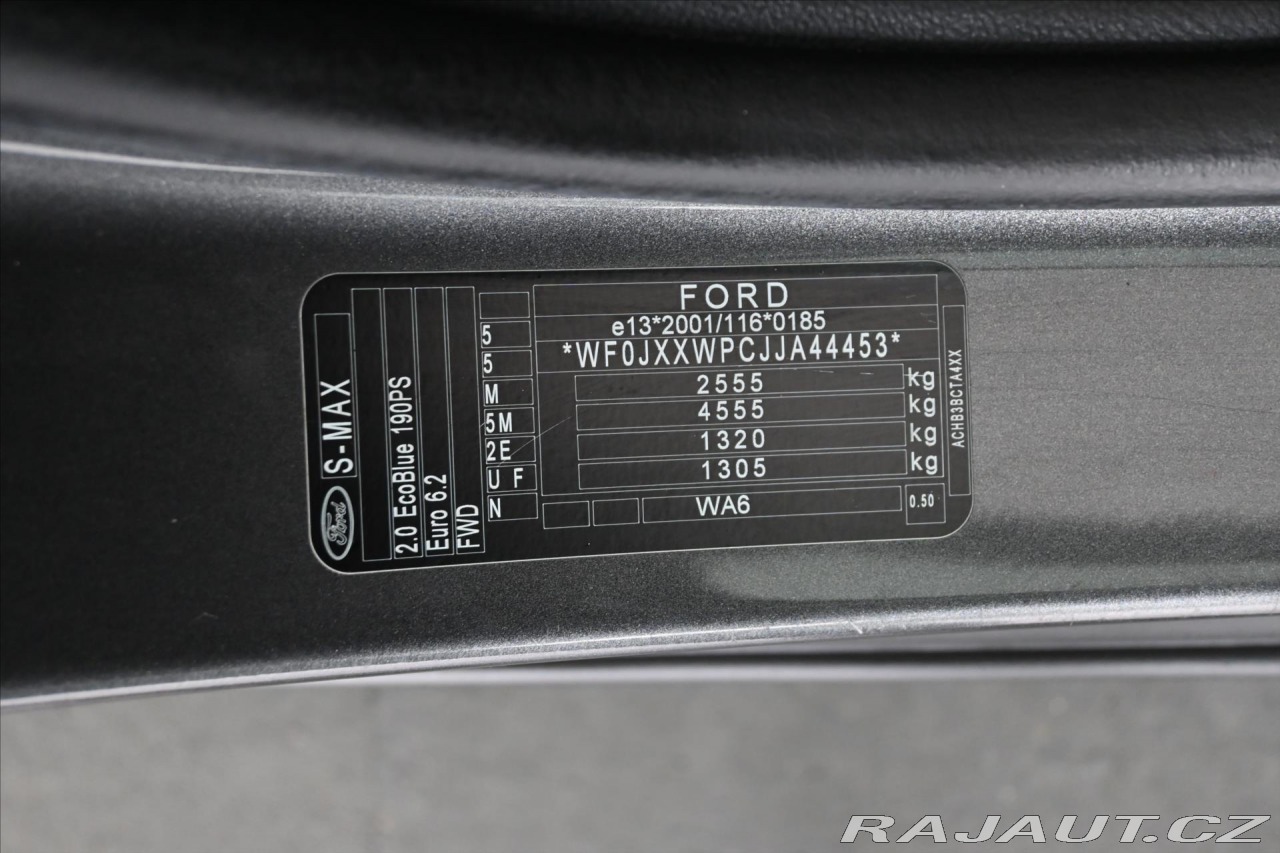 FORD
e13*2001/116*0185
*WF0JXXWPCJJA44453*
2555 kg
4555 kg
1320 kg
1305 kg
WA6
0.50
5
5
M
5M
2E
U F
N
Ford
S-MAX
2.0 EcoBlue 190PS
Euro 6.2
FWD
ACHB3BCTA4XX
RAJAUT.CZ